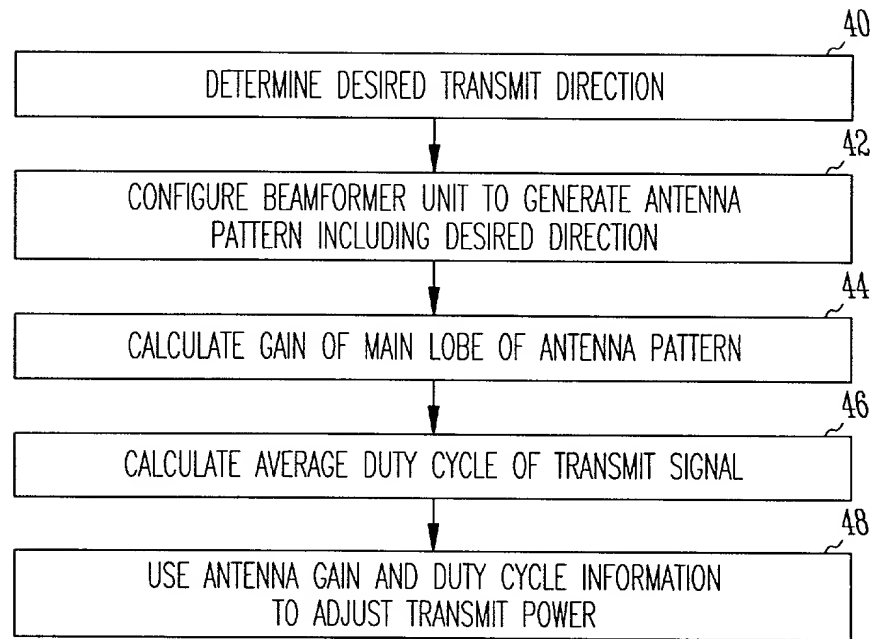 40
DETERMINE DESIRED TRANSMIT DIRECTION
42
CONFIGURE BEAMFORMER UNIT TO GENERATE ANTENNA
PATTERN INCLUDING DESIRED DIRECTION
44
CALCULATE GAIN OF MAIN LOBE OF ANTENNA PATTERN
46
CALCULATE AVERAGE DUTY CYCLE OF TRANSMIT SIGNAL
48
USE ANTENNA GAIN AND DUTY CYCLE INFORMATION
TO ADJUST TRANSMIT POWER